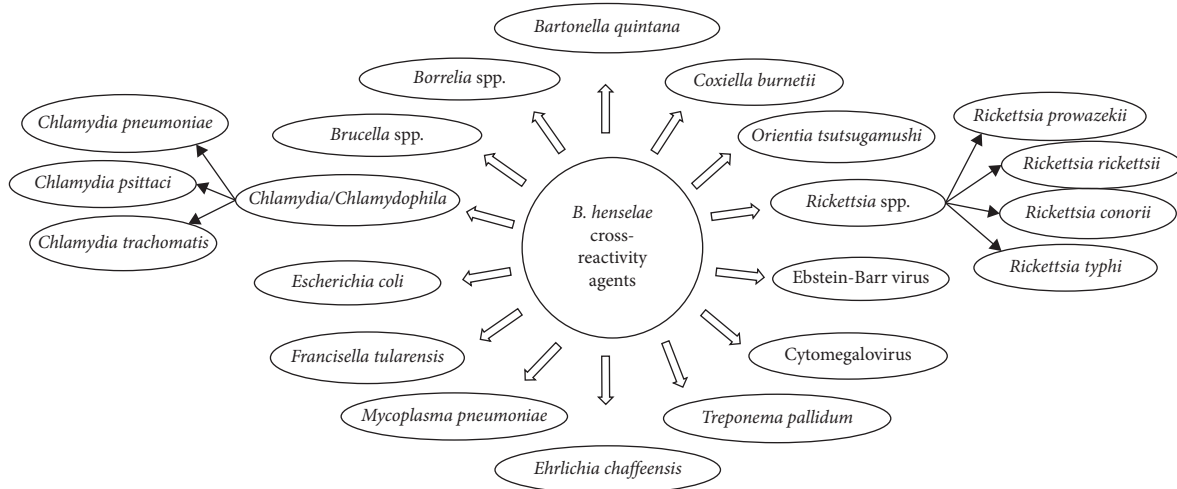 Bartonella quintana
Borrelia spp.
Coxiella burnetii
Chlamydia pneumoniae
Brucella spp.
Orientia tsutsugamushi
Rickettsia prowazekii
Rickettsia rickettsii
Chlamydia psittaci
Chlamydia/Chlamydophila
Rickettsia spp.
Rickettsia conorii
Chlamydia trachomatis
Rickettsia typhi
B. henselae
cross-
reactivity
agents
Escherichia coli
Ebstein-Barr virus
Francisella tularensis
Cytomegalovirus
Mycoplasma pneumoniae
Treponema pallidum
Ehrlichia chaffeensis